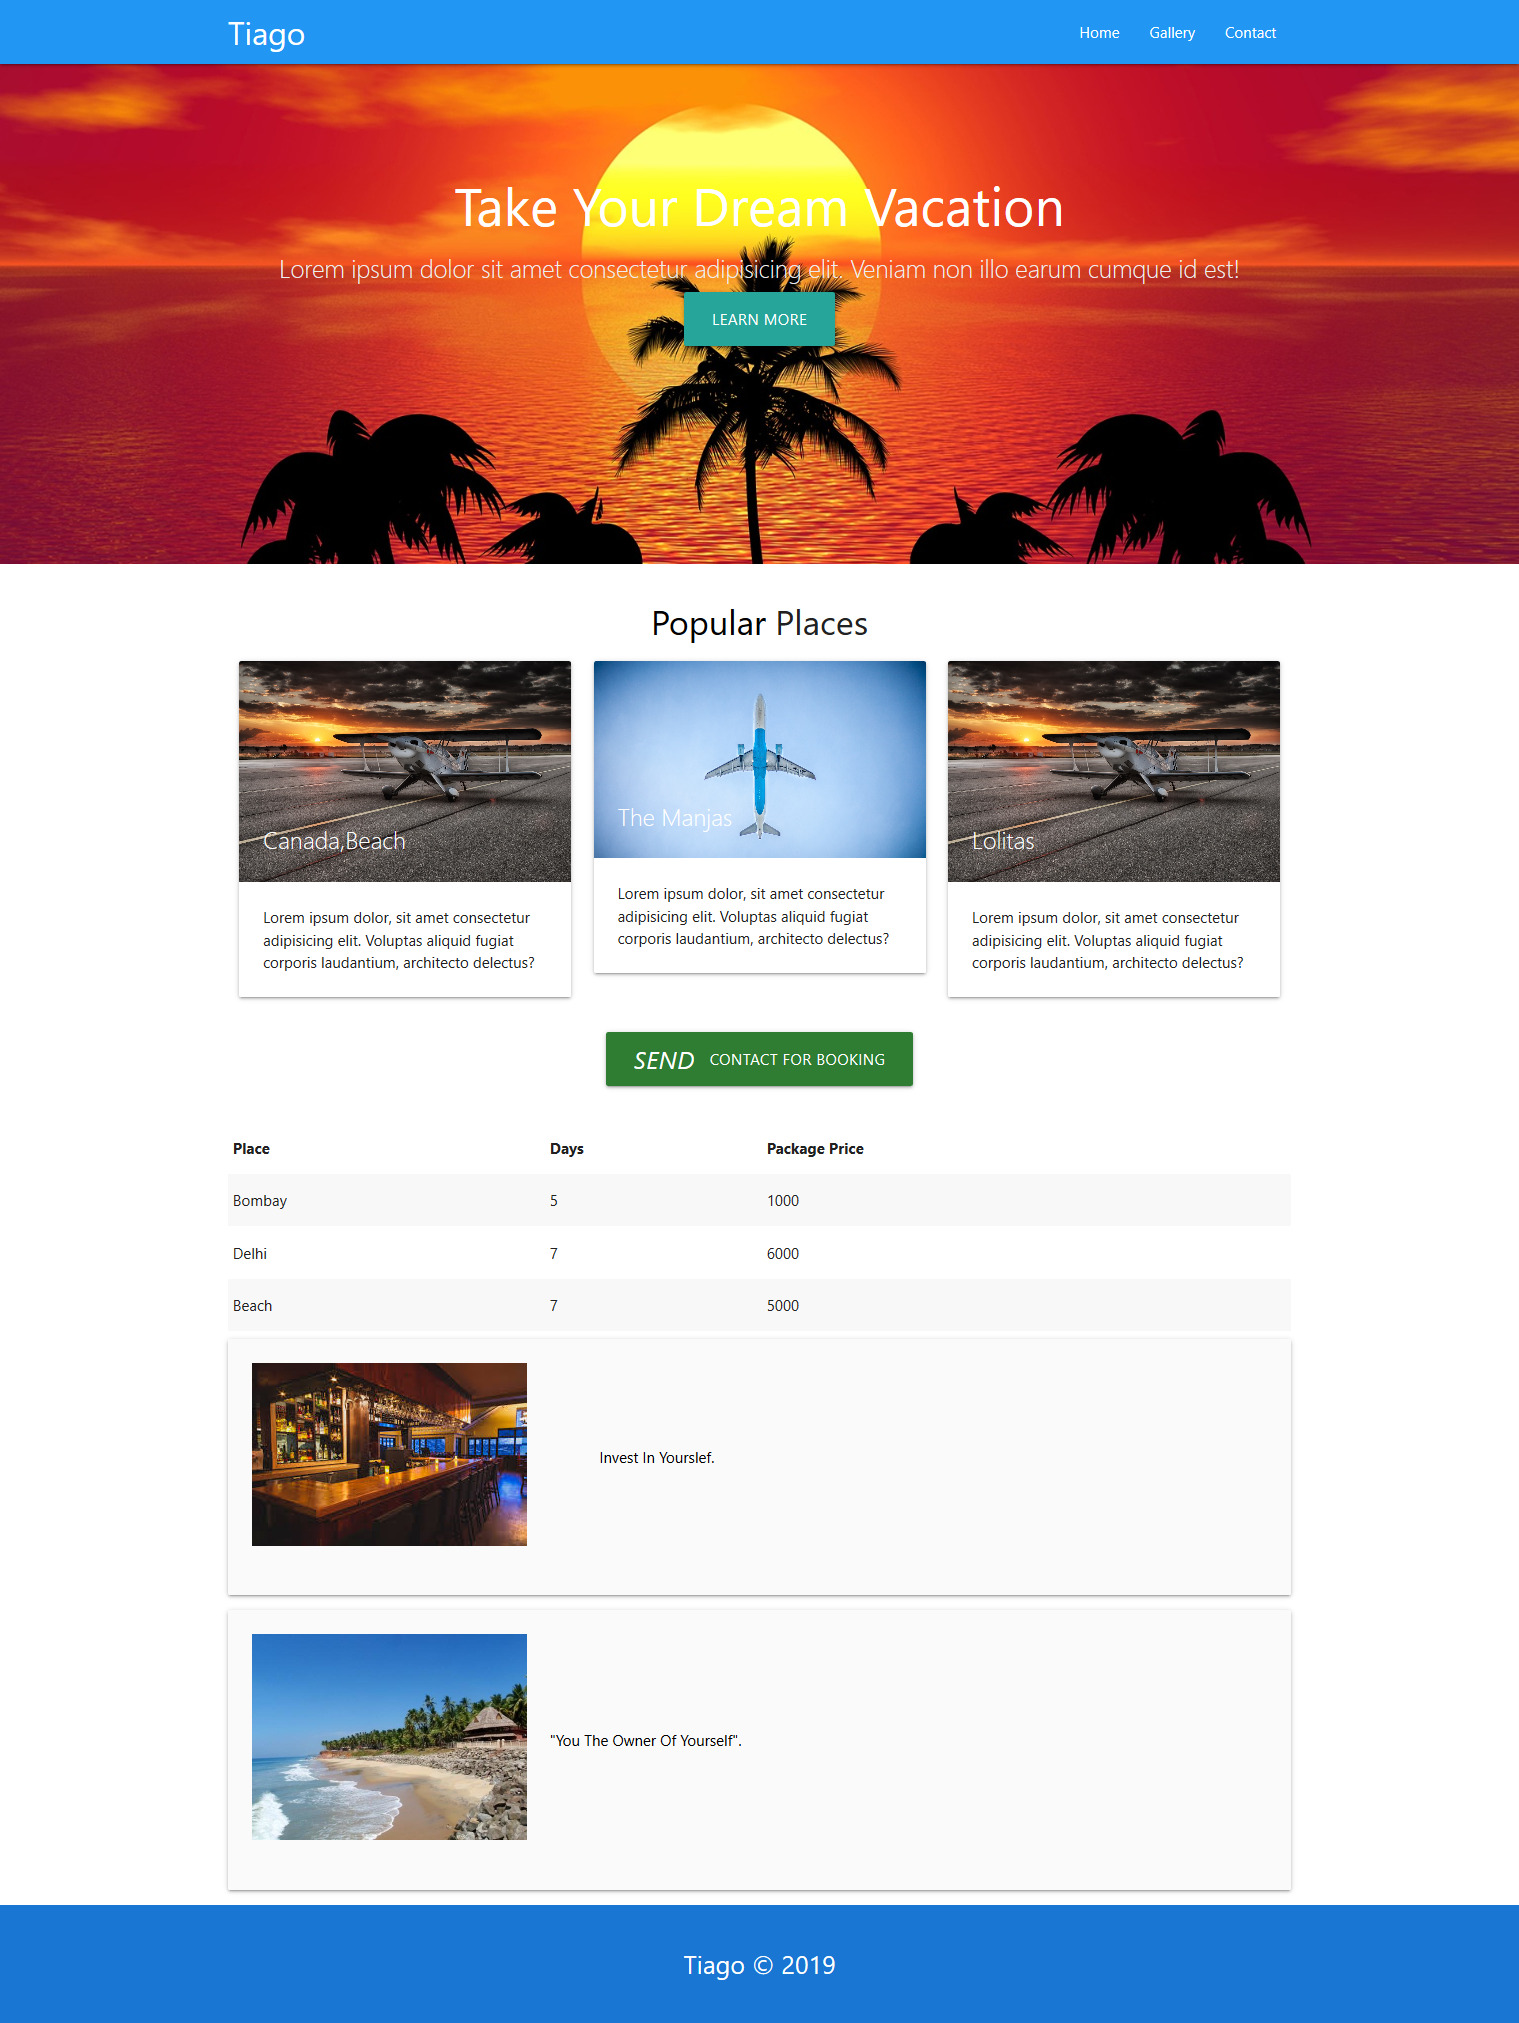 Tiago
Home Gallery Contact
Take Your Dream Vacation
Lorem ipsum dolor sit amet consectetur adipisicing elit. Veniam non illo earum cumque id est!
LEARN MORE
Popular Places
Canada,Beach
Lorem ipsum dolor, sit amet consectetur
adipisicing elit. Voluptas aliquid fugiat
corporis laudantium, architecto delectus?
The Manjas
Lorem ipsum dolor, sit amet consectetur
adipisicing elit. Voluptas aliquid fugiat
corporis laudantium, architecto delectus?
Lolitas
Lorem ipsum dolor, sit amet consectetur
adipisicing elit. Voluptas aliquid fugiat
corporis laudantium, architecto delectus?
SEND CONTACT FOR BOOKING
Place Days Package Price
Bombay 5 1000
Delhi 7 6000
Beach 7 5000
Invest In Yourslef.
"You The Owner Of Yourself".
Tiago © 2019